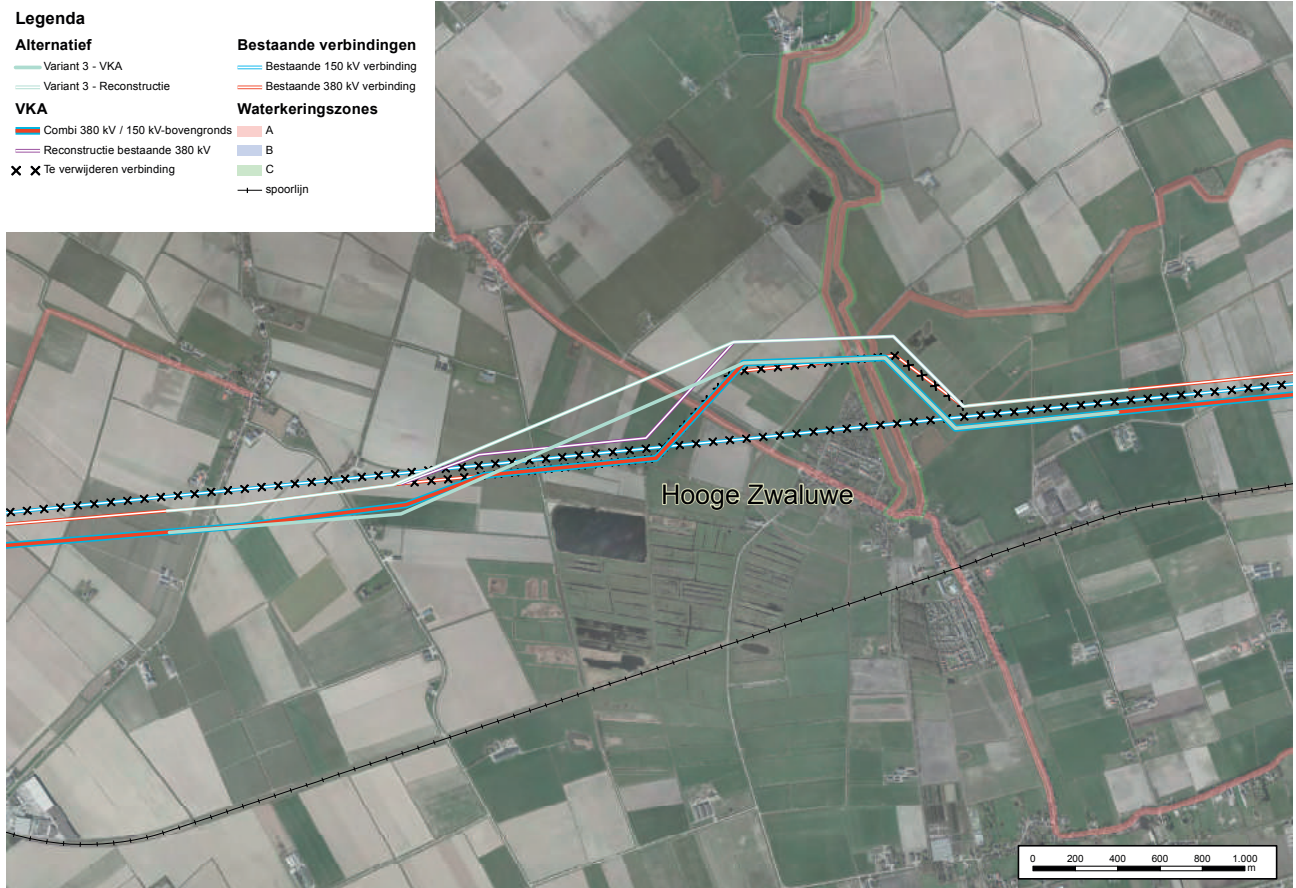 Legenda
Alternatief
Variant 3 - VKA
Variant 3 - Reconstructie
VKA
Combi 380 kV / 150 kV-bovengronds
Reconstructie bestaande 380 kV
Te verwijderen verbinding
Bestaande verbindingen
Bestaande 150 kV verbinding
Bestaande 380 kV verbinding
Waterkeringszones
A
B
C
spoorlijn
Hooge Zwaluwe
0 200 400 600 800 1.000
m